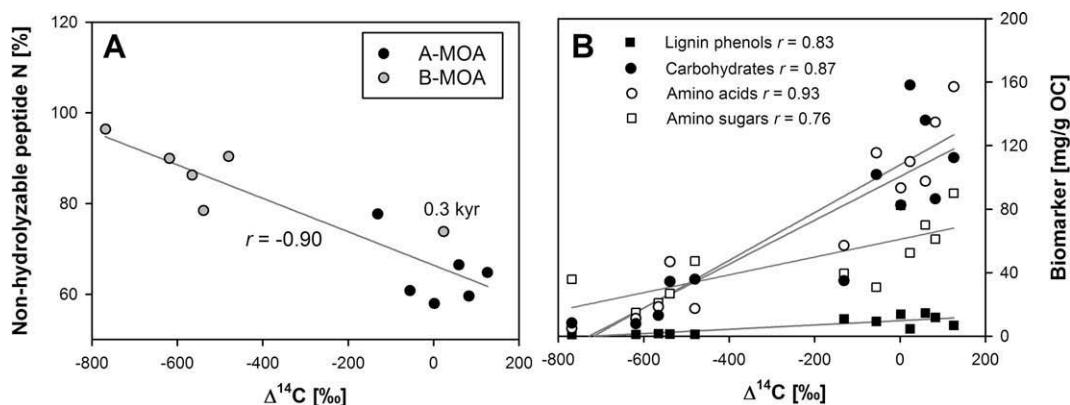 A
A-MOA
B-MOA
0.3 kyr
r = -0.90
Non-hydrolyzable peptide N [%]
120
100
80
60
-800
-600
-400
-200
0
200
Δ14C [‰]
B
Lignin phenols r = 0.83
Carbohydrates r = 0.87
Amino acids r = 0.93
Amino sugars r = 0.76
200
160
120
80
40
0
Biomarker [mg/g OC]
-800
-600
-400
-200
0
200
Δ14C [‰]